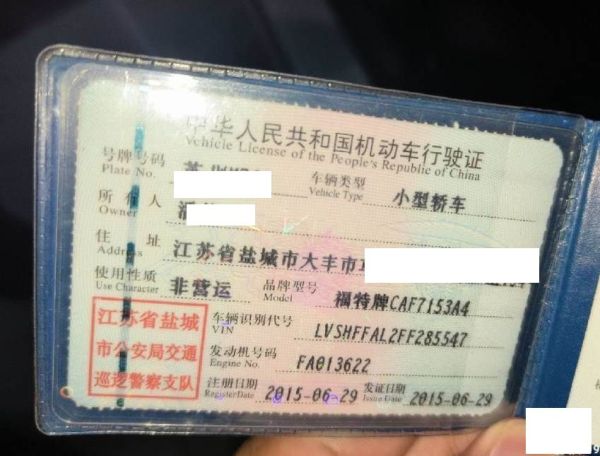 中华人民共和国机动车行驶证
Vehicle License of the People's Republic of China
号牌号码 车辆类型 小型轿车
Plate No. 苏 Vehicle Type
所有人
Owner
住址 江苏省盐城市大丰市
Address
使用性质 非营运 品牌型号 福特牌CAF7153A4
Use Character Model
江苏省盐城
市公安局交通
巡逻警察支队
车辆识别代号 LVSHFFAL2FF285547
VIN
发动机号码 FA013622
Engine No.
注册日期 2015-06-29 发证日期 2015-06-29
Register Date Issue Date